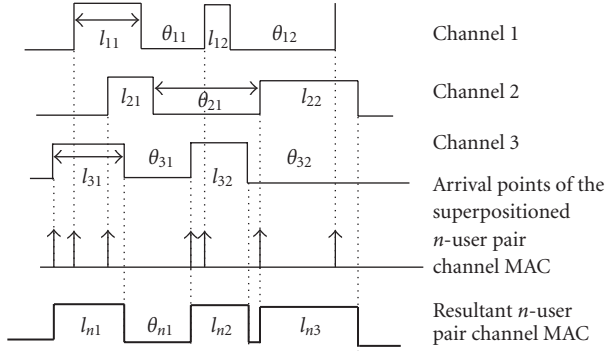 l11 θ11 l12 θ12 Channel 1
l21 θ21 l22 Channel 2
Channel 3
l31 θ31 l32 θ32
Arrival points of the
superpositioned
n-user pair
channel MAC
ln1 θn1 ln2 ln3 Resultant n-user
pair channel MAC